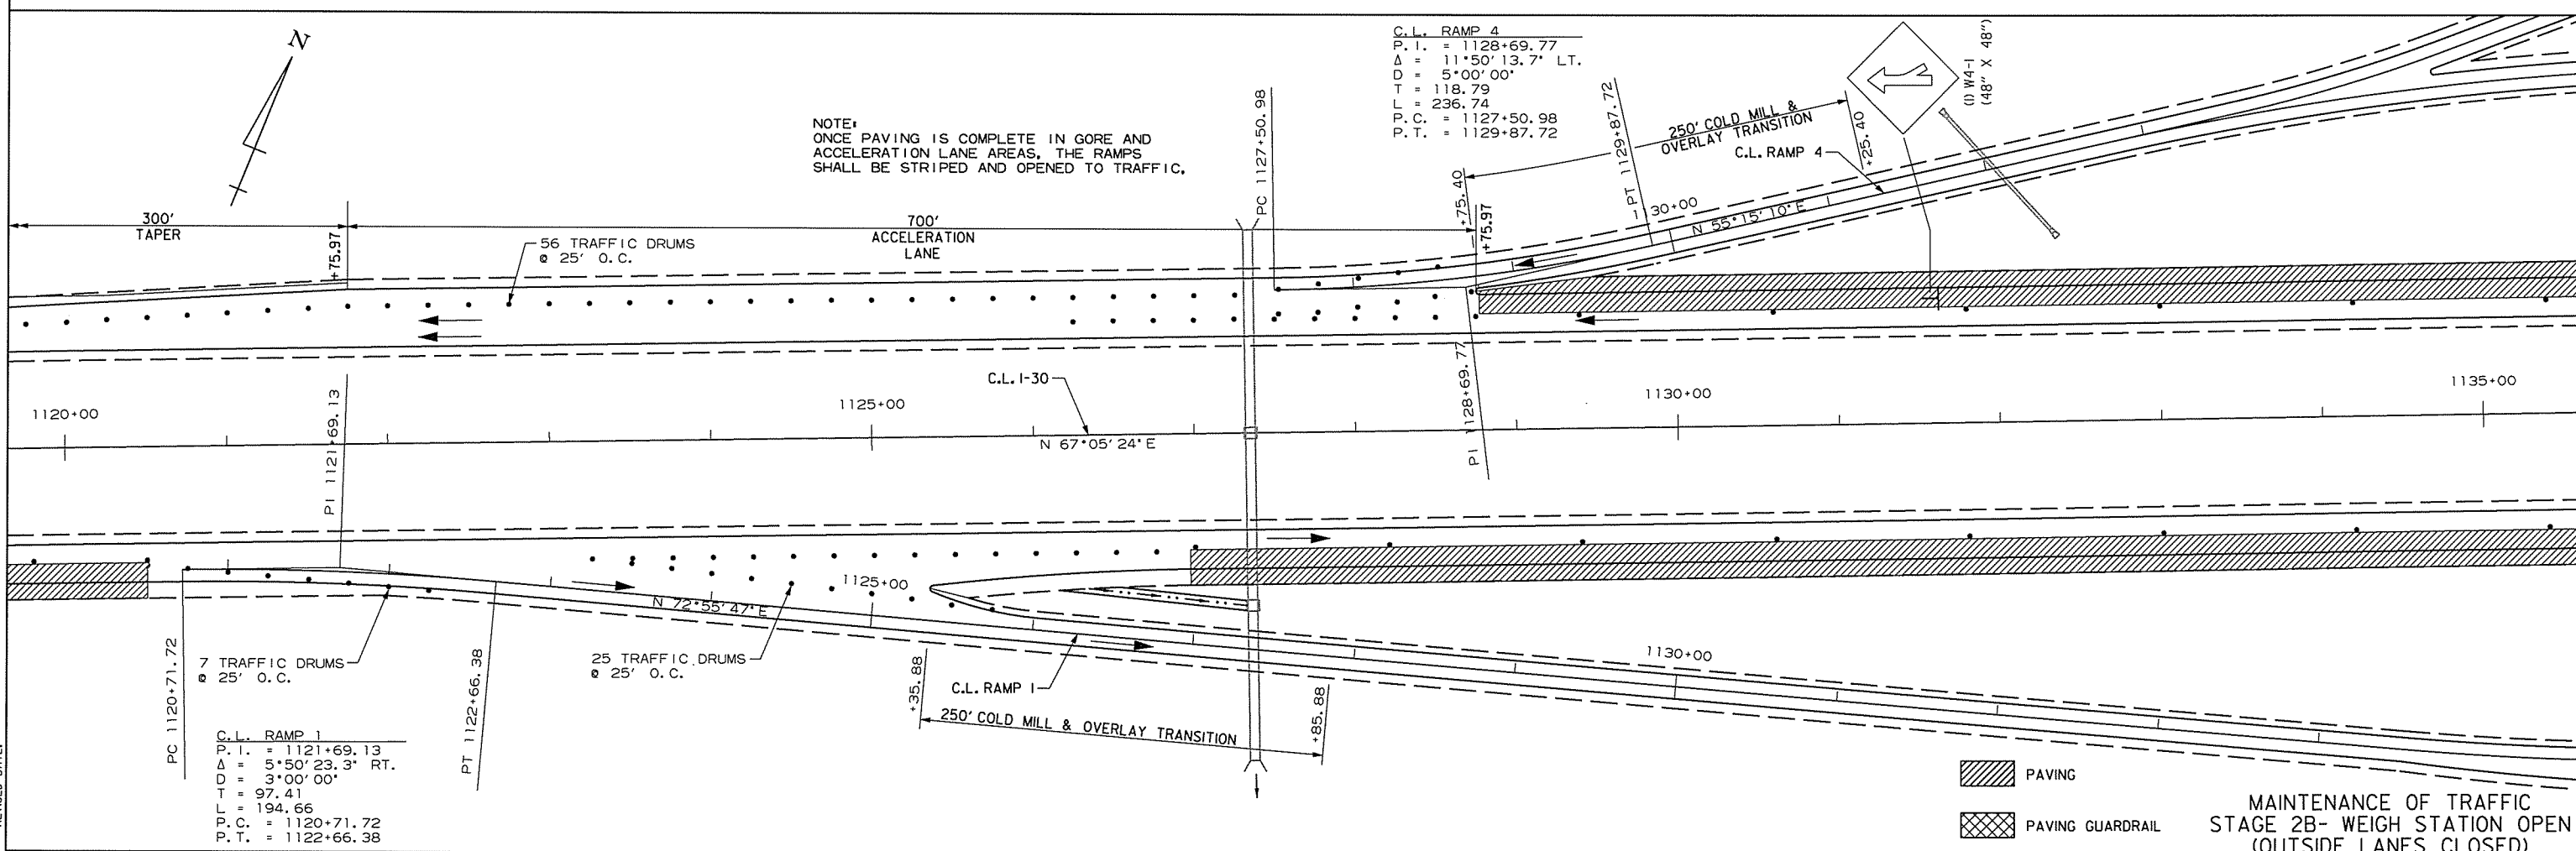 N
C.L. RAMP 4
P.I. = 1128+69.77
Δ = 11°50'13.7" LT.
D = 5°00'00"
T = 118.79
L = 236.74
P.C. = 1127+50.98
P.T. = 1129+87.72
(1) W4-1
(48" X 48")
NOTE:
ONCE PAVING IS COMPLETE IN GORE AND
ACCELERATION LANE AREAS, THE RAMPS
SHALL BE STRIPED AND OPENED TO TRAFFIC.
PC 1127+50.98
PT 1129+87.72
250' COLD MILL &
OVERLAY TRANSITION
+25.40
C.L. RAMP 4
+75.40
+75.97
1130+00
N 55°15'10" E
300'
TAPER
+75.97
700'
ACCELERATION
LANE
56 TRAFFIC DRUMS
@ 25' O.C.
C.L. I-30
1120+00
1125+00
1130+00
1135+00
PI 1121+69.13
N 67°05'24" E
PI 1128+69.77
1125+00
N 72°55'47" E
PC 1120+71.72
7 TRAFFIC DRUMS
@ 25' O.C.
PT 1122+66.38
25 TRAFFIC DRUMS
@ 25' O.C.
+35.88
C.L. RAMP 1
250' COLD MILL & OVERLAY TRANSITION
+85.88
1130+00
C.L. RAMP 1
P.I. = 1121+69.13
Δ = 5°50'23.3" RT.
D = 3°00'00"
T = 97.41
L = 194.66
P.C. = 1120+71.72
P.T. = 1122+66.38
PAVING
PAVING GUARDRAIL
MAINTENANCE OF TRAFFIC
STAGE 2B- WEIGH STATION OPEN
(OUTSIDE LANES CLOSED)